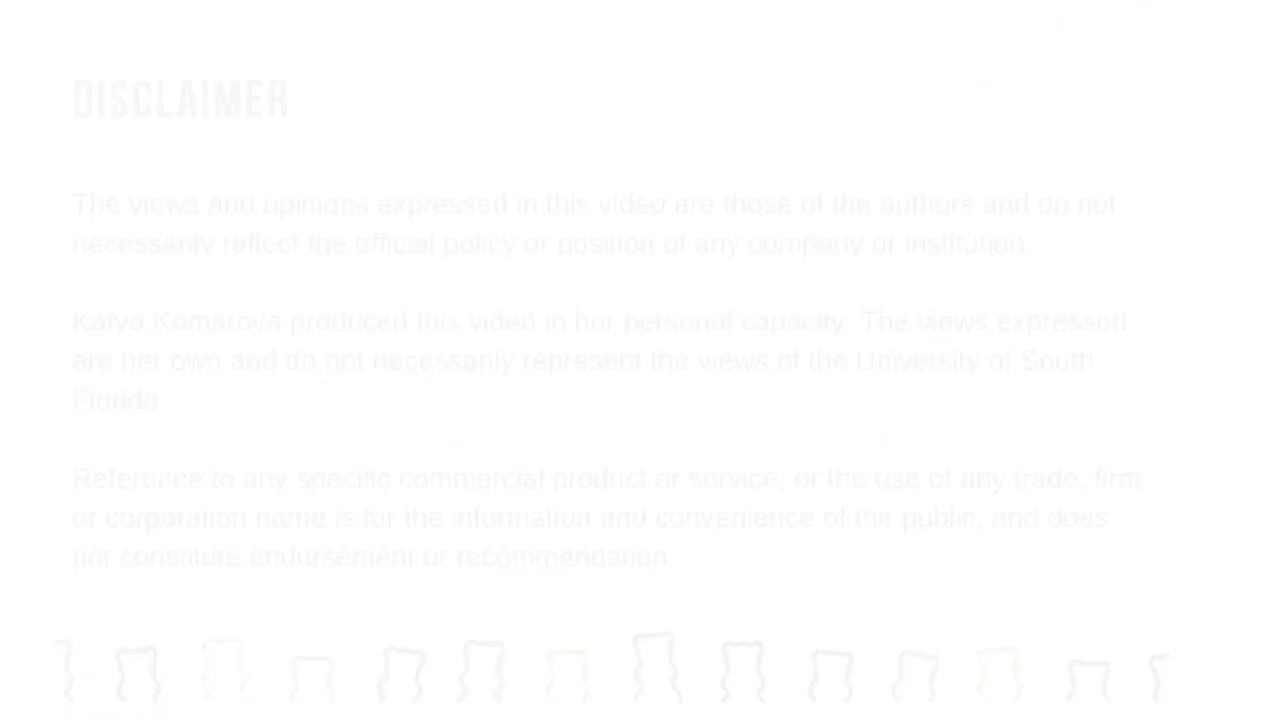 DISCLAIMER
The views and opinions expressed in this video are those of the authors and do not
necessarily reflect the official policy or position of any company or institution.
Katya Komarova produced this video in her personal capacity. The views expressed
are her own and do not necessarily represent the views of the University of South
Florida.
Reference to any specific commercial product or service, or the use of any trade, firm
or corporation name is for the information and convenience of the public, and does
not constitute endorsement or recommendation.